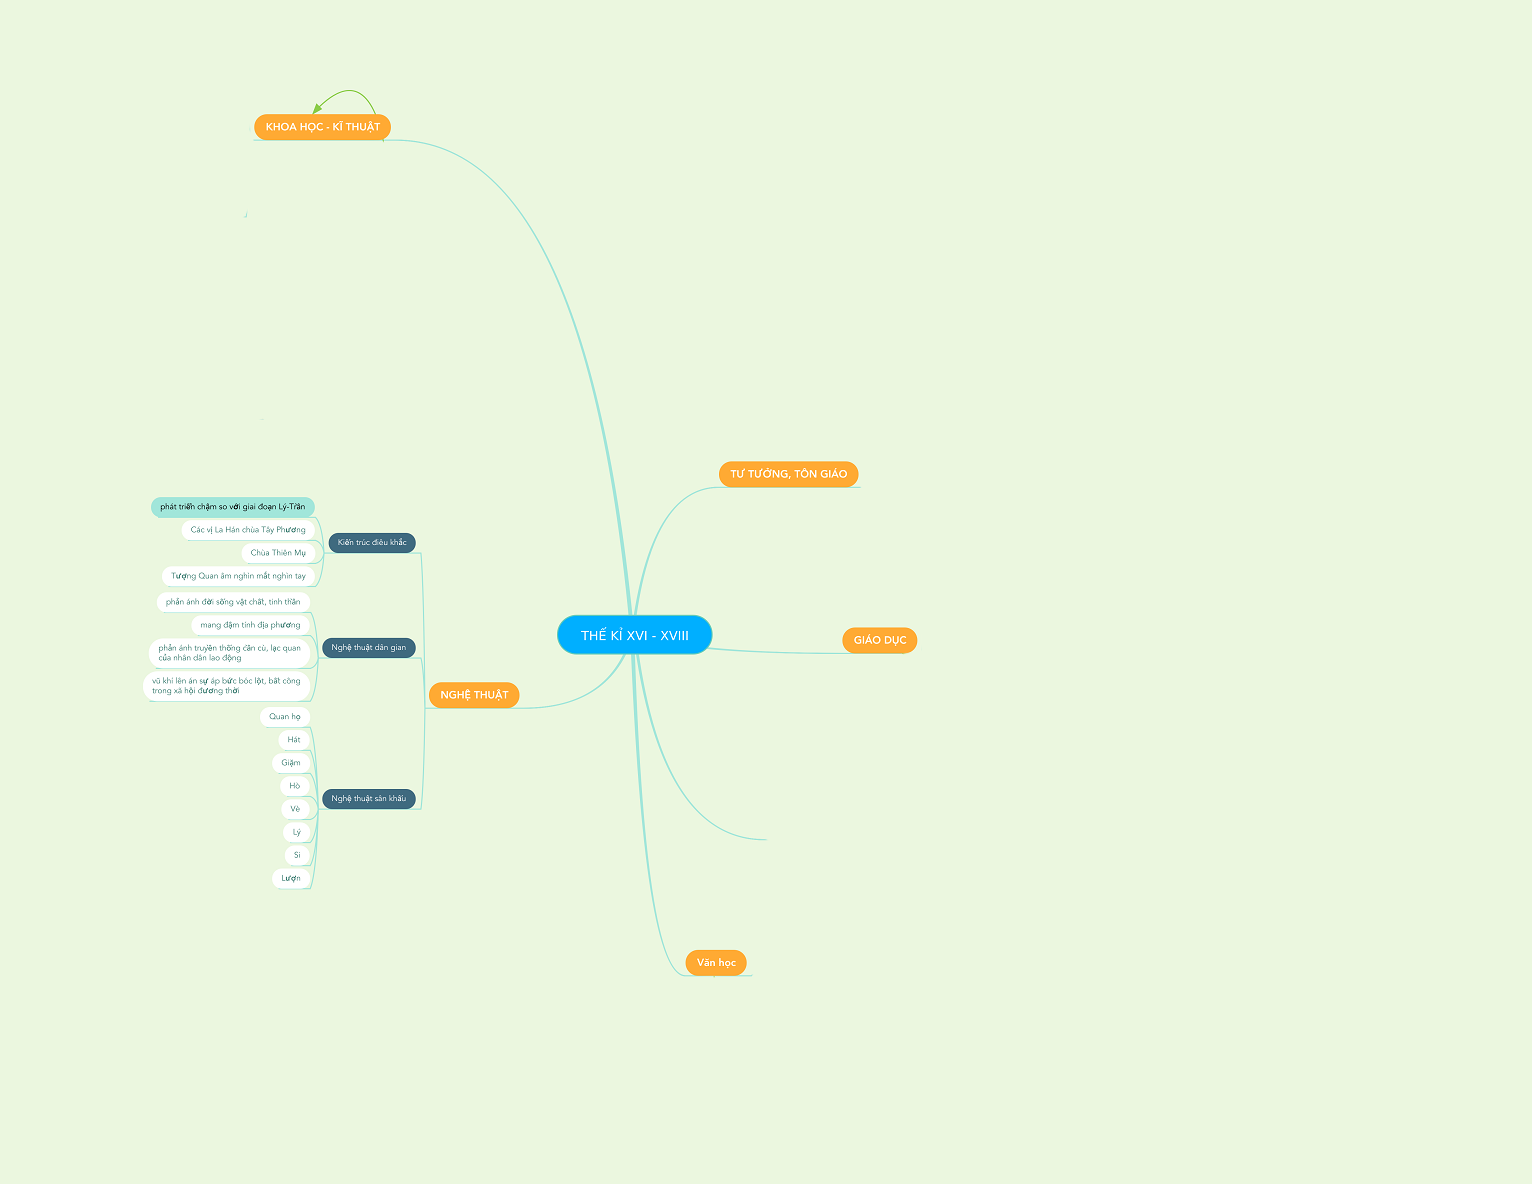 KHOA HỌC - KĨ THUẬT
TƯ TƯỞNG, TÔN GIÁO
phát triển chậm so với giai đoạn Lý-Trần
Các vị La Hán chùa Tây Phương
Kiến trúc điêu khắc
Chùa Thiên Mụ
Tượng Quan âm nghìn mắt nghìn tay
phản ánh đời sống vật chất, tinh thần
mang đậm tính địa phương
THẾ KỈ XVI - XVIII
GIÁO DỤC
Nghệ thuật dân gian
phản ánh truyền thống cần cù, lạc quan
của nhân dân lao động
vũ khí lên án sự áp bức bóc lột, bất công
trong xã hội đương thời
NGHỆ THUẬT
Quan họ
Hát
Giặm
Hò
Vè
Nghệ thuật sân khấu
Lý
Si
Lượn
Văn học